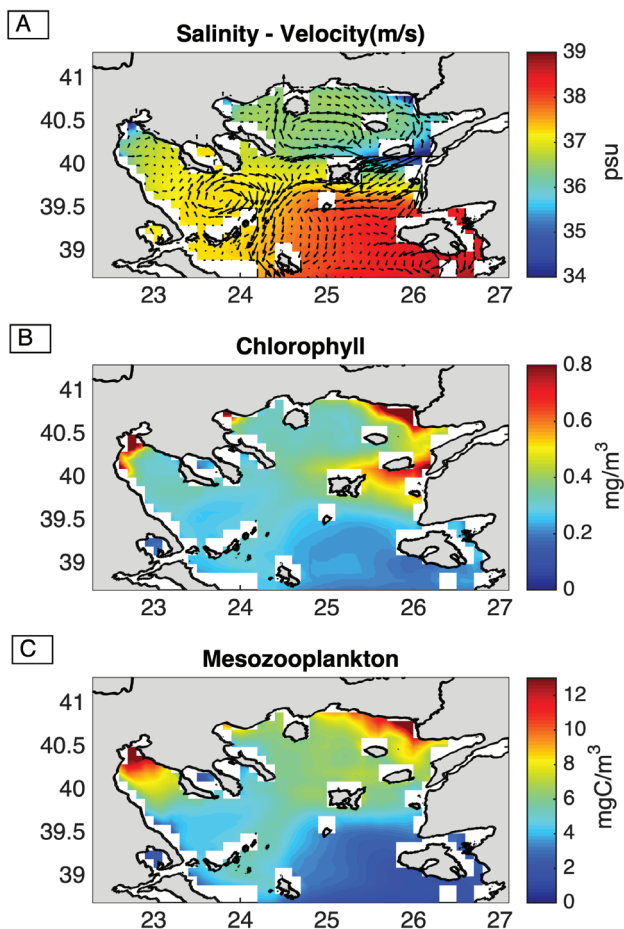 A
Salinity - Velocity(m/s)
41
40.5
40
39.5
39
23 24 25 26 27
39
38
37
36
35
34
psu
B
Chlorophyll
41
40.5
40
39.5
39
23 24 25 26 27
0.8
0.6
0.4
0.2
0
mg/m³
C
Mesozooplankton
41
40.5
40
39.5
39
23 24 25 26 27
12
10
8
6
4
2
0
mgC/m³